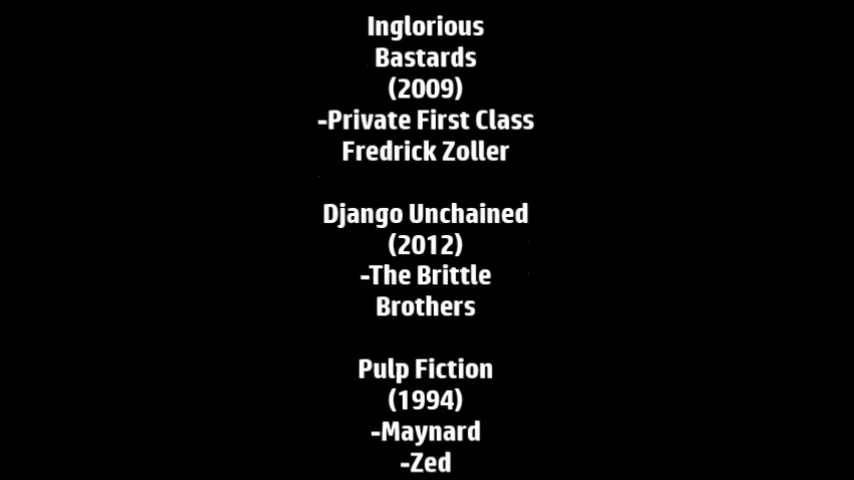 Inglorious
Bastards
(2009)
-Private First Class
Fredrick Zoller
Django Unchained
(2012)
-The Brittle
Brothers
Pulp Fiction
(1994)
-Maynard
-Zed